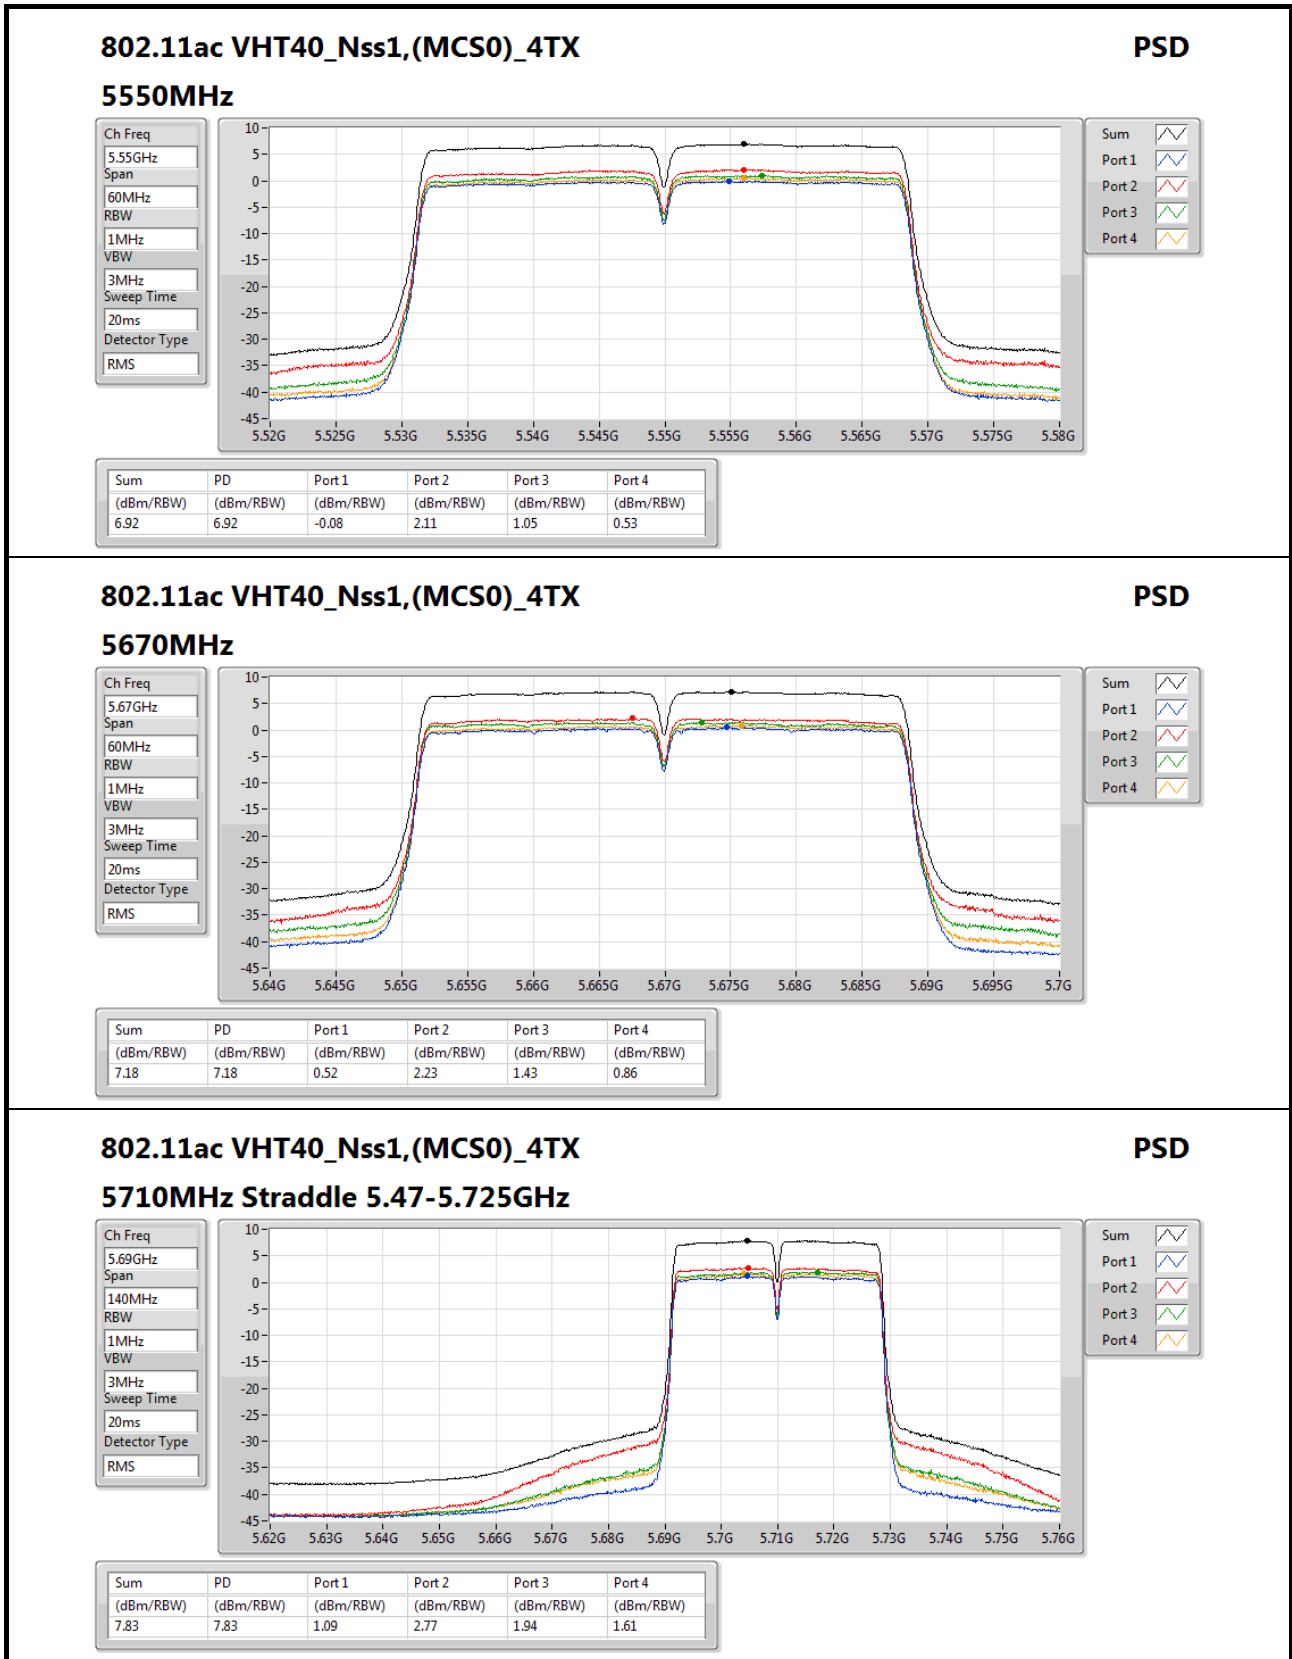 802.11ac VHT40_Nss1,(MCS0)_4TX PSD
5550MHz
Ch Freq
5.55GHz
Span
60MHz
RBW
1MHz
VBW
3MHz
Sweep Time
20ms
Detector Type
RMS
10
5
0
-5
-10
-15
-20
-25
-30
-35
-40
-45
5.52G 5.525G 5.53G 5.535G 5.54G 5.545G 5.55G 5.555G 5.56G 5.565G 5.57G 5.575G 5.58G
Sum
Port 1
Port 2
Port 3
Port 4
Sum PD Port 1 Port 2 Port 3 Port 4
(dBm/RBW) (dBm/RBW) (dBm/RBW) (dBm/RBW) (dBm/RBW) (dBm/RBW)
6.92 6.92 -0.08 2.11 1.05 0.53
802.11ac VHT40_Nss1,(MCS0)_4TX PSD
5670MHz
Ch Freq
5.67GHz
Span
60MHz
RBW
1MHz
VBW
3MHz
Sweep Time
20ms
Detector Type
RMS
10
5
0
-5
-10
-15
-20
-25
-30
-35
-40
-45
5.64G 5.645G 5.65G 5.655G 5.66G 5.665G 5.67G 5.675G 5.68G 5.685G 5.69G 5.695G 5.7G
Sum
Port 1
Port 2
Port 3
Port 4
Sum PD Port 1 Port 2 Port 3 Port 4
(dBm/RBW) (dBm/RBW) (dBm/RBW) (dBm/RBW) (dBm/RBW) (dBm/RBW)
7.18 7.18 0.52 2.23 1.43 0.86
802.11ac VHT40_Nss1,(MCS0)_4TX PSD
5710MHz Straddle 5.47-5.725GHz
Ch Freq
5.69GHz
Span
140MHz
RBW
1MHz
VBW
3MHz
Sweep Time
20ms
Detector Type
RMS
10
5
0
-5
-10
-15
-20
-25
-30
-35
-40
-45
5.62G 5.63G 5.64G 5.65G 5.66G 5.67G 5.68G 5.69G 5.7G 5.71G 5.72G 5.73G 5.74G 5.75G 5.76G
Sum
Port 1
Port 2
Port 3
Port 4
Sum PD Port 1 Port 2 Port 3 Port 4
(dBm/RBW) (dBm/RBW) (dBm/RBW) (dBm/RBW) (dBm/RBW) (dBm/RBW)
7.83 7.83 1.09 2.77 1.94 1.61